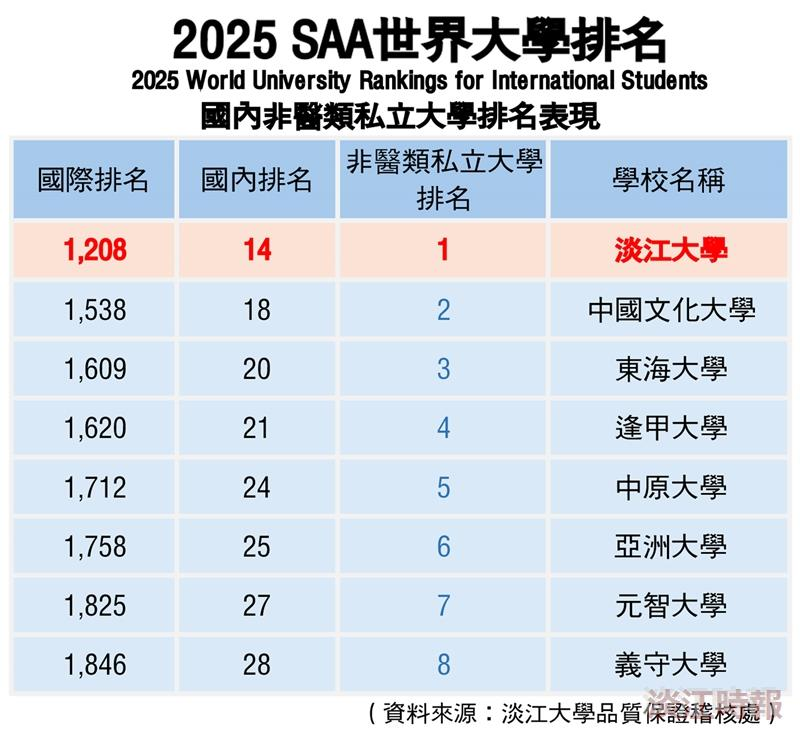 2025 SAA世界大學排名
2025 World University Rankings for International Students
國內非醫類私立大學排名表現
國際排名 國內排名 非醫類私立大學排名 學校名稱
1,208 14 1 淡江大學
1,538 18 2 中國文化大學
1,609 20 3 東海大學
1,620 21 4 逢甲大學
1,712 24 5 中原大學
1,758 25 6 亞洲大學
1,825 27 7 元智大學
1,846 28 8 義守大學
淡江時報
(資料來源：淡江大學品質保證稽核處)